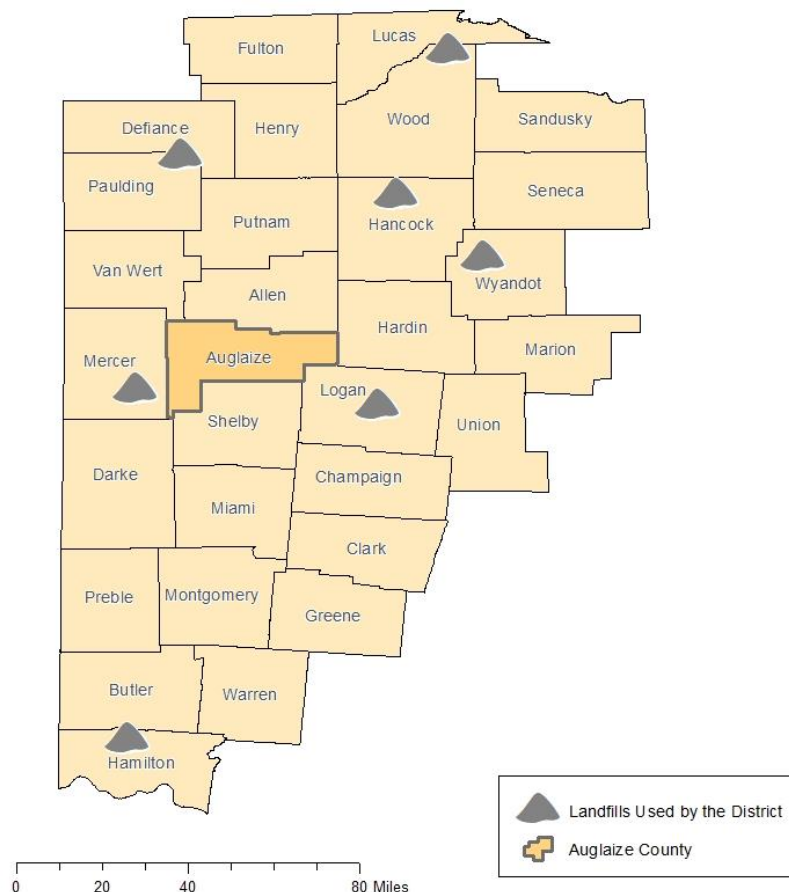 Lucas
Fulton
Wood
Sandusky
Defiance
Henry
Paulding
Seneca
Putnam
Hancock
Van Wert
Wyandot
Allen
Hardin
Mercer
Auglaize
Marion
Logan
Shelby
Union
Darke
Champaign
Miami
Clark
Preble
Montgomery
Greene
Butler
Warren
Hamilton
Landfills Used by the District
Auglaize County
0 20 40 80 Miles